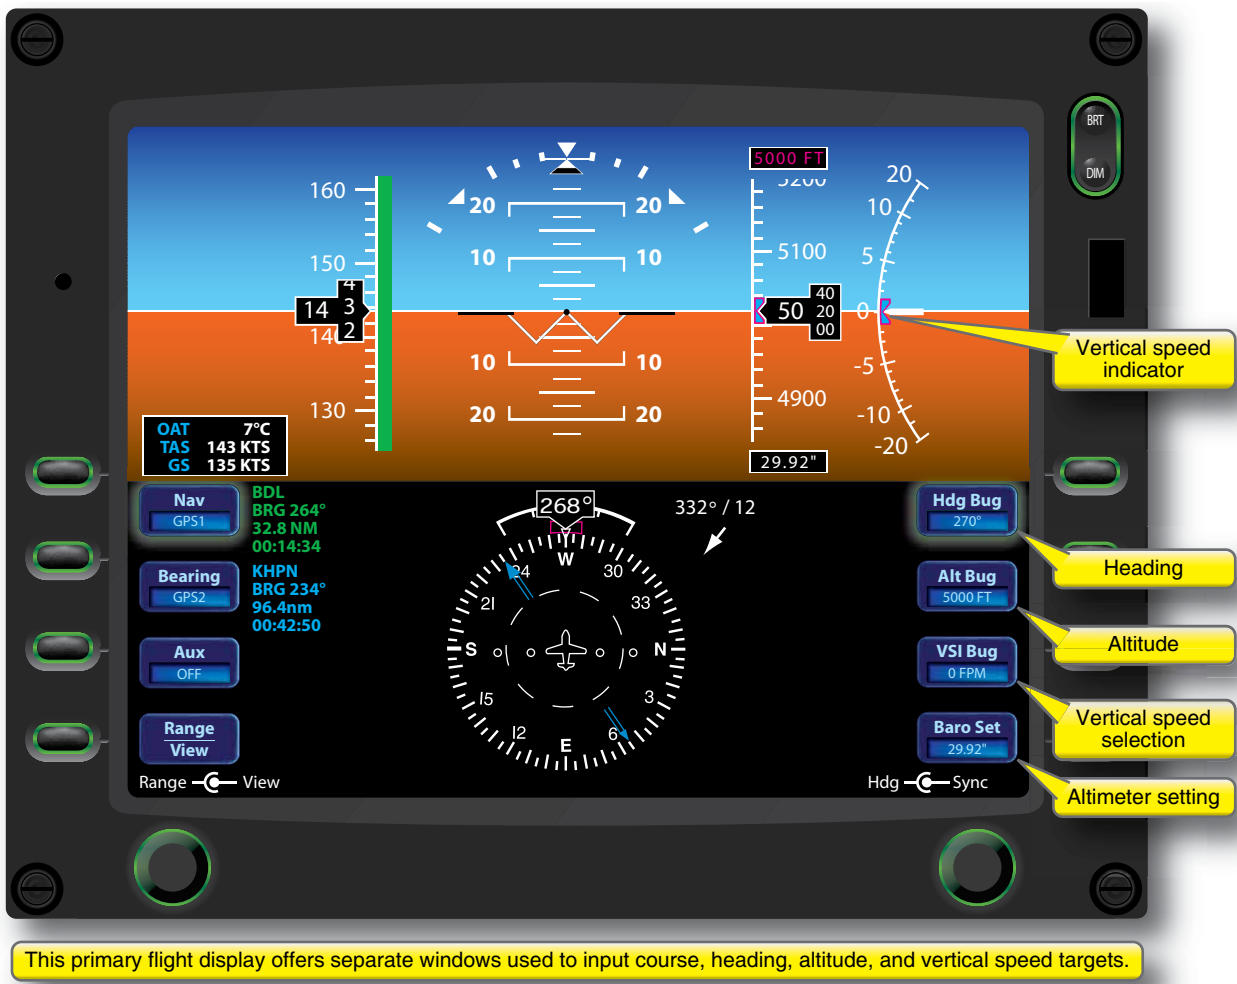 BRT
DIM
5000 FT
160
150
140
130
14
4
3
2
20 20
10 10
10 10
20 20
5200
5100
4900
50
40
20
00
20
10
5
0
-5
-10
-20
29.92"
Vertical speed
indicator
OAT 7°C
TAS 143 KTS
GS 135 KTS
Nav
GPS1
BDL
BRG 264°
32.8 NM
00:14:34
Bearing
GPS2
KHPN
BRG 234°
96.4nm
00:42:50
Aux
OFF
Range
View
Range View
268°
332° / 12
W
30
33
N
3
6
E
12
15
S
21
24
Hdg Bug
270°
Heading
Alt Bug
5000 FT
Altitude
VSI Bug
0 FPM
Vertical speed
selection
Baro Set
29.92"
Altimeter setting
Hdg Sync
This primary flight display offers separate windows used to input course, heading, altitude, and vertical speed targets.